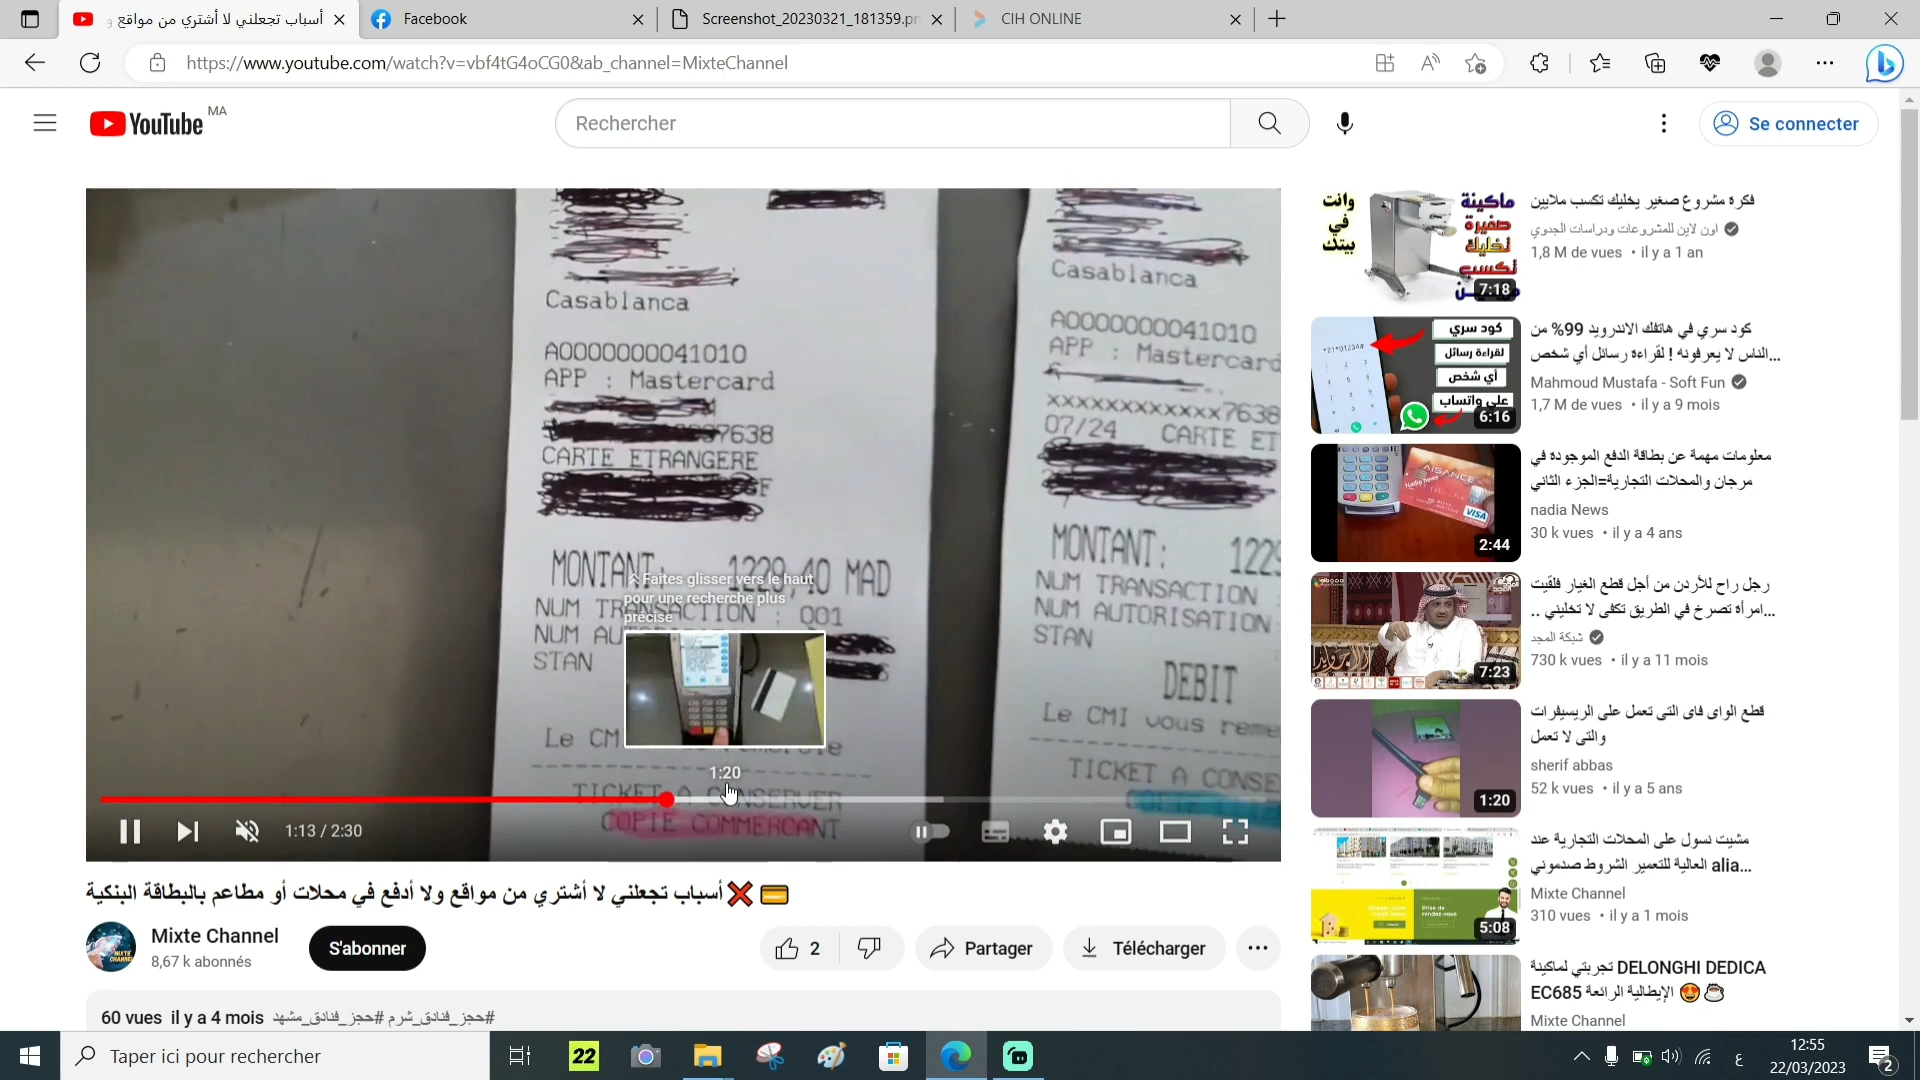 أسباب تجعلني لا أشتري من مواقع و
Facebook
Screenshot_20230321_181359.pn
CIH ONLINE
https://www.youtube.com/watch?v=vbf4tG4oCG0&ab_channel=MixteChannel
YouTube MA
Rechercher
Se connecter
Casablanca
A0000000041010
APP : Mastercard
7638
CARTE ETRANGERE
MONTANT: 1229,40 MAD
NUM TRANSACTION : 001
STAN
TICKET A CONSERVER
COPIE COMMERCANT
Casablanca
A0000000041010
APP : Mastercard
XXXXXXXXXXXX7638
07/24 CARTE ET
MONTANT: 1229
NUM TRANSACTION
NUM AUTORISATION
STAN
DEBIT
Le CMI vous reme
TICKET A CONSE
Faites glisser vers le haut
pour une recherche plus
précise
1:20
1:13 / 2:30
أسباب تجعلني لا أشتري من مواقع ولا أدفع في محلات أو مطاعم بالبطاقة البنكية
Mixte Channel
8,67 k abonnés
S'abonner
2
Partager
Télécharger
60 vues il y a 4 mois #حجز_فنادق_شرم #حجز_فنادق_مشهد
وانت
في
بيتك
ماكينة
صغيرة
تخليك
تكسب
7:18
فكرة مشروع صغير يخليك تكسب ملايين
اون لاين للمشروعات ودراسات الجدوي
1,8 M de vues • il y a 1 an
كود سري
لقراءة رسائل
أي شخص
على واتساب
*21*01234#
6:16
كود سري في هاتفك الاندرويد 99% من
الناس لا يعرفونه ! لقراءة رسائل أي شخص...
Mahmoud Mustafa - Soft Fun
1,7 M de vues • il y a 9 mois
AISANCE
Nadia news
VISA
2:44
معلومات مهمة عن بطاقة الدفع الموجودة في
مرجان والمحلات التجارية=الجزء الثاني
nadia News
30 k vues • il y a 4 ans
7:23
رجل راح للأردن من أجل قطع الغيار فلقيت
امرأة تصرخ في الطريق تكفى لا تخليني ..
شبكة المجد
730 k vues • il y a 11 mois
1:20
قطع الواى فاى التى تعمل على الريسيفرات
والتى لا تعمل
sherif abbas
52 k vues • il y a 5 ans
5:08
مشيت نسول على المحلات التجارية عند
العالية للتعمير الشروط صدموني alia...
Mixte Channel
310 vues • il y a 1 mois
تجربتي لماكينة DELONGHI DEDICA
EC685 الإيطالية الرائعة
Mixte Channel
Taper ici pour rechercher
22
ع
12:55
22/03/2023
2